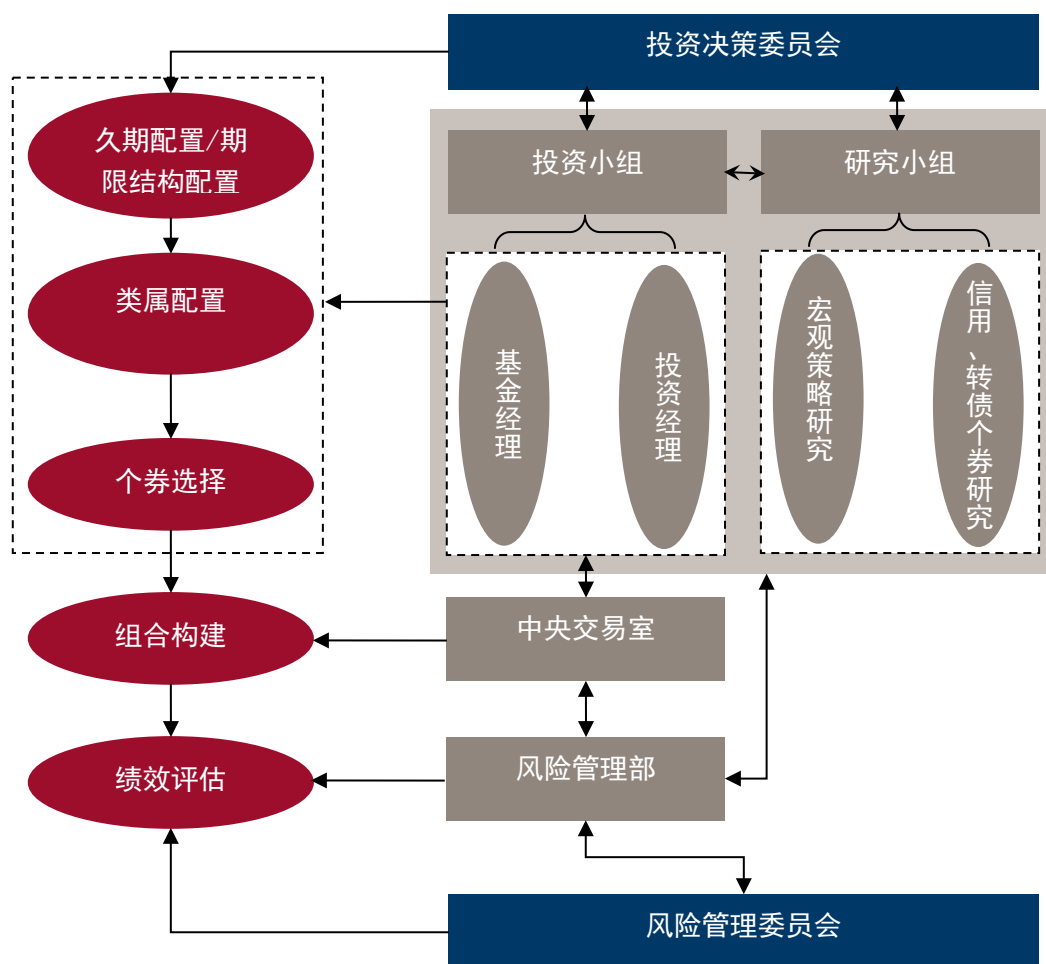 投资决策委员会
久期配置/期
限结构配置
投资小组
研究小组
类属配置
基金经理
投资经理
宏观策略研究
信用、转债个券研究
个券选择
组合构建
中央交易室
绩效评估
风险管理部
风险管理委员会